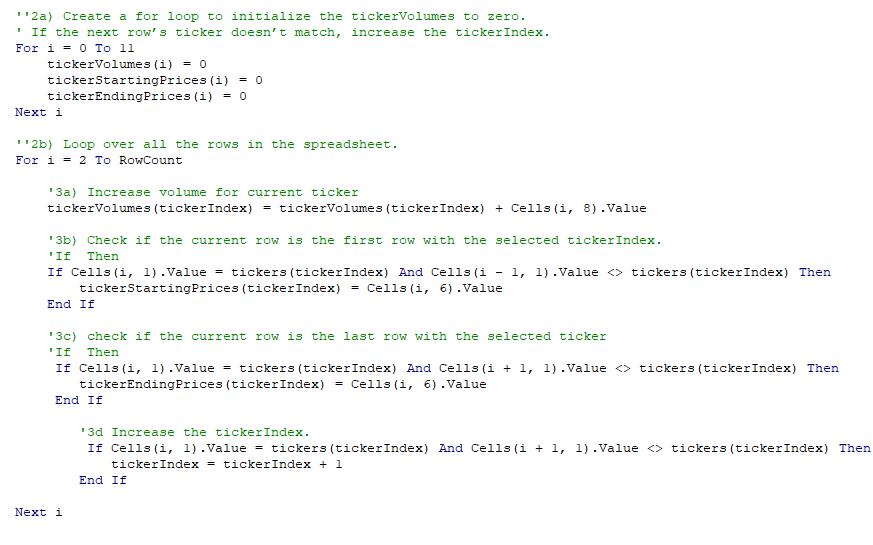 ''2a) Create a for loop to initialize the tickerVolumes to zero.
' If the next row's ticker doesn't match, increase the tickerIndex.
For i = 0 To 11
tickerVolumes(i) = 0
tickerStartingPrices(i) = 0
tickerEndingPrices(i) = 0
Next i
''2b) Loop over all the rows in the spreadsheet.
For i = 2 To RowCount
'3a) Increase volume for current ticker
tickerVolumes(tickerIndex) = tickerVolumes(tickerIndex) + Cells(i, 8).Value
'3b) Check if the current row is the first row with the selected tickerIndex.
'If  Then
If Cells(i, 1).Value = tickers(tickerIndex) And Cells(i - 1, 1).Value <> tickers(tickerIndex) Then
tickerStartingPrices(tickerIndex) = Cells(i, 6).Value
End If
'3c) check if the current row is the last row with the selected ticker
'If  Then
If Cells(i, 1).Value = tickers(tickerIndex) And Cells(i + 1, 1).Value <> tickers(tickerIndex) Then
tickerEndingPrices(tickerIndex) = Cells(i, 6).Value
End If
'3d Increase the tickerIndex.
If Cells(i, 1).Value = tickers(tickerIndex) And Cells(i + 1, 1).Value <> tickers(tickerIndex) Then
tickerIndex = tickerIndex + 1
End If
Next i